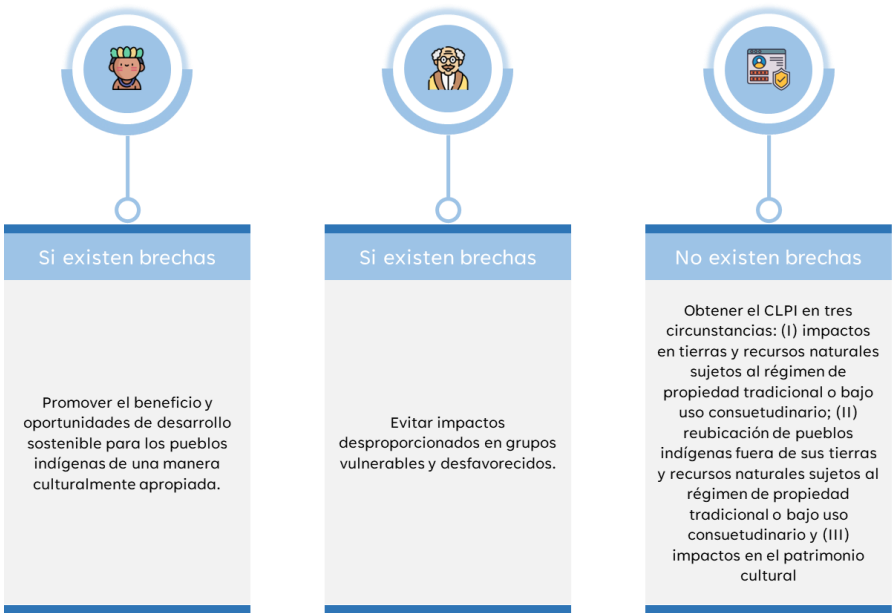 Si existen brechas
Promover el beneficio y
oportunidades de desarrollo
sostenible para los pueblos
indígenas de una manera
culturalmente apropiada.
Si existen brechas
Evitar impactos
desproporcionados en grupos
vulnerables y desfavorecidos.
No existen brechas
Obtener el CLPI en tres
circunstancias: (I) impactos
en tierras y recursos naturales
sujetos al régimen de
propiedad tradicional o bajo
uso consuetudinario; (II)
reubicación de pueblos
indígenas fuera de sus tierras
y recursos naturales sujetos al
régimen de propiedad
tradicional o bajo uso
consuetudinario y (III)
impactos en el patrimonio
cultural